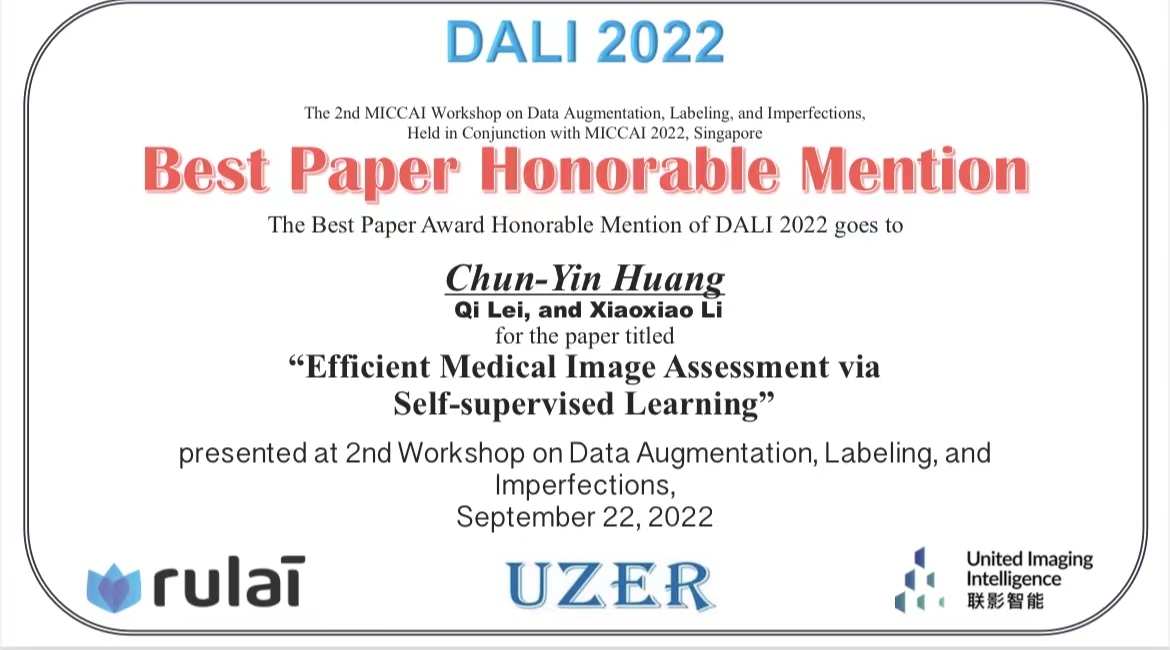 DALI 2022
The 2nd MICCAI Workshop on Data Augmentation, Labeling, and Imperfections,
Held in Conjunction with MICCAI 2022, Singapore
Best Paper Honorable Mention
The Best Paper Award Honorable Mention of DALI 2022 goes to
Chun-Yin Huang
Qi Lei, and Xiaoxiao Li
for the paper titled
“Efficient Medical Image Assessment via
Self-supervised Learning”
presented at 2nd Workshop on Data Augmentation, Labeling, and
Imperfections,
September 22, 2022
rulaī
UZER
United Imaging
Intelligence
联影智能